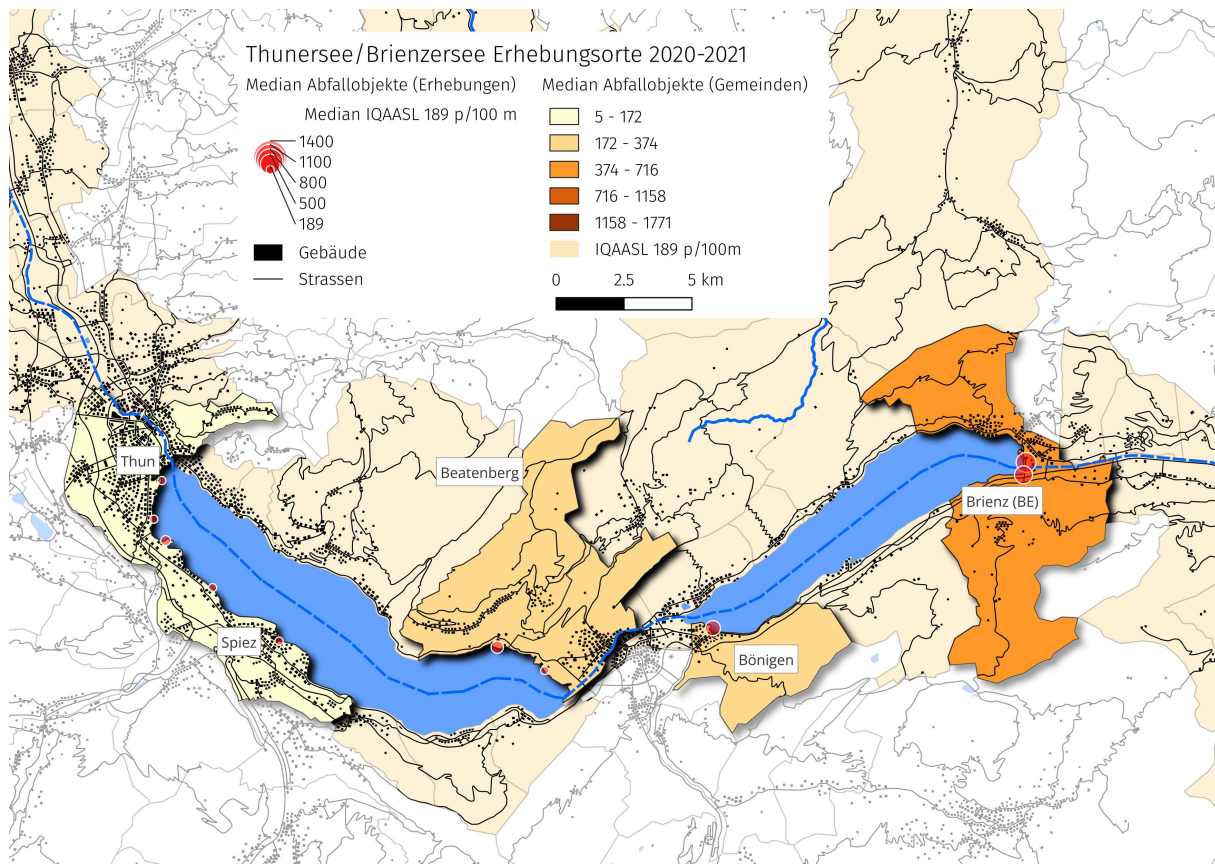 Thunersee/Brienzersee Erhebungsorte 2020-2021
Median Abfallobjekte (Erhebungen)
Median IQAASL 189 p/100 m
1400
1100
800
500
189
Gebäude
Strassen
Median Abfallobjekte (Gemeinden)
5 - 172
172 - 374
374 - 716
716 - 1158
1158 - 1771
IQAASL 189 p/100m
0 2.5 5 km
Thun
Beatenberg
Brienz (BE)
Spiez
Bönigen